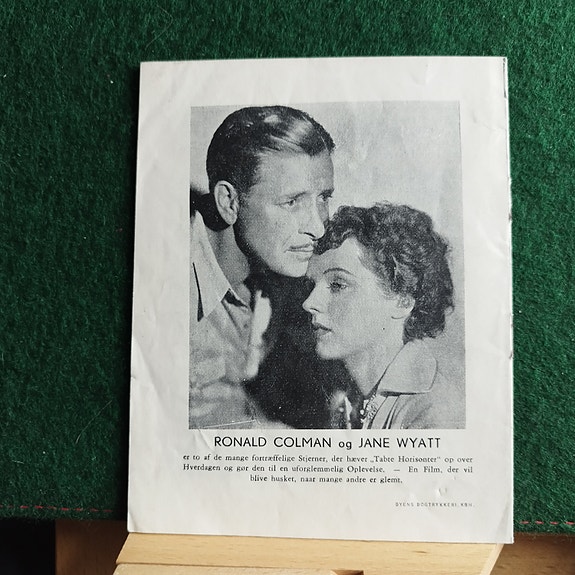 RONALD COLMAN og JANE WYATT
er to af de mange fortræffelige Stjerner, der hæver „Tabte Horisonter" op over
Hverdagen og gør den til en uforglemmelig Oplevelse. — En Film, der vil
blive husket, naar mange andre er glemt.
BYENS BOGTRYKKERI, KBH.